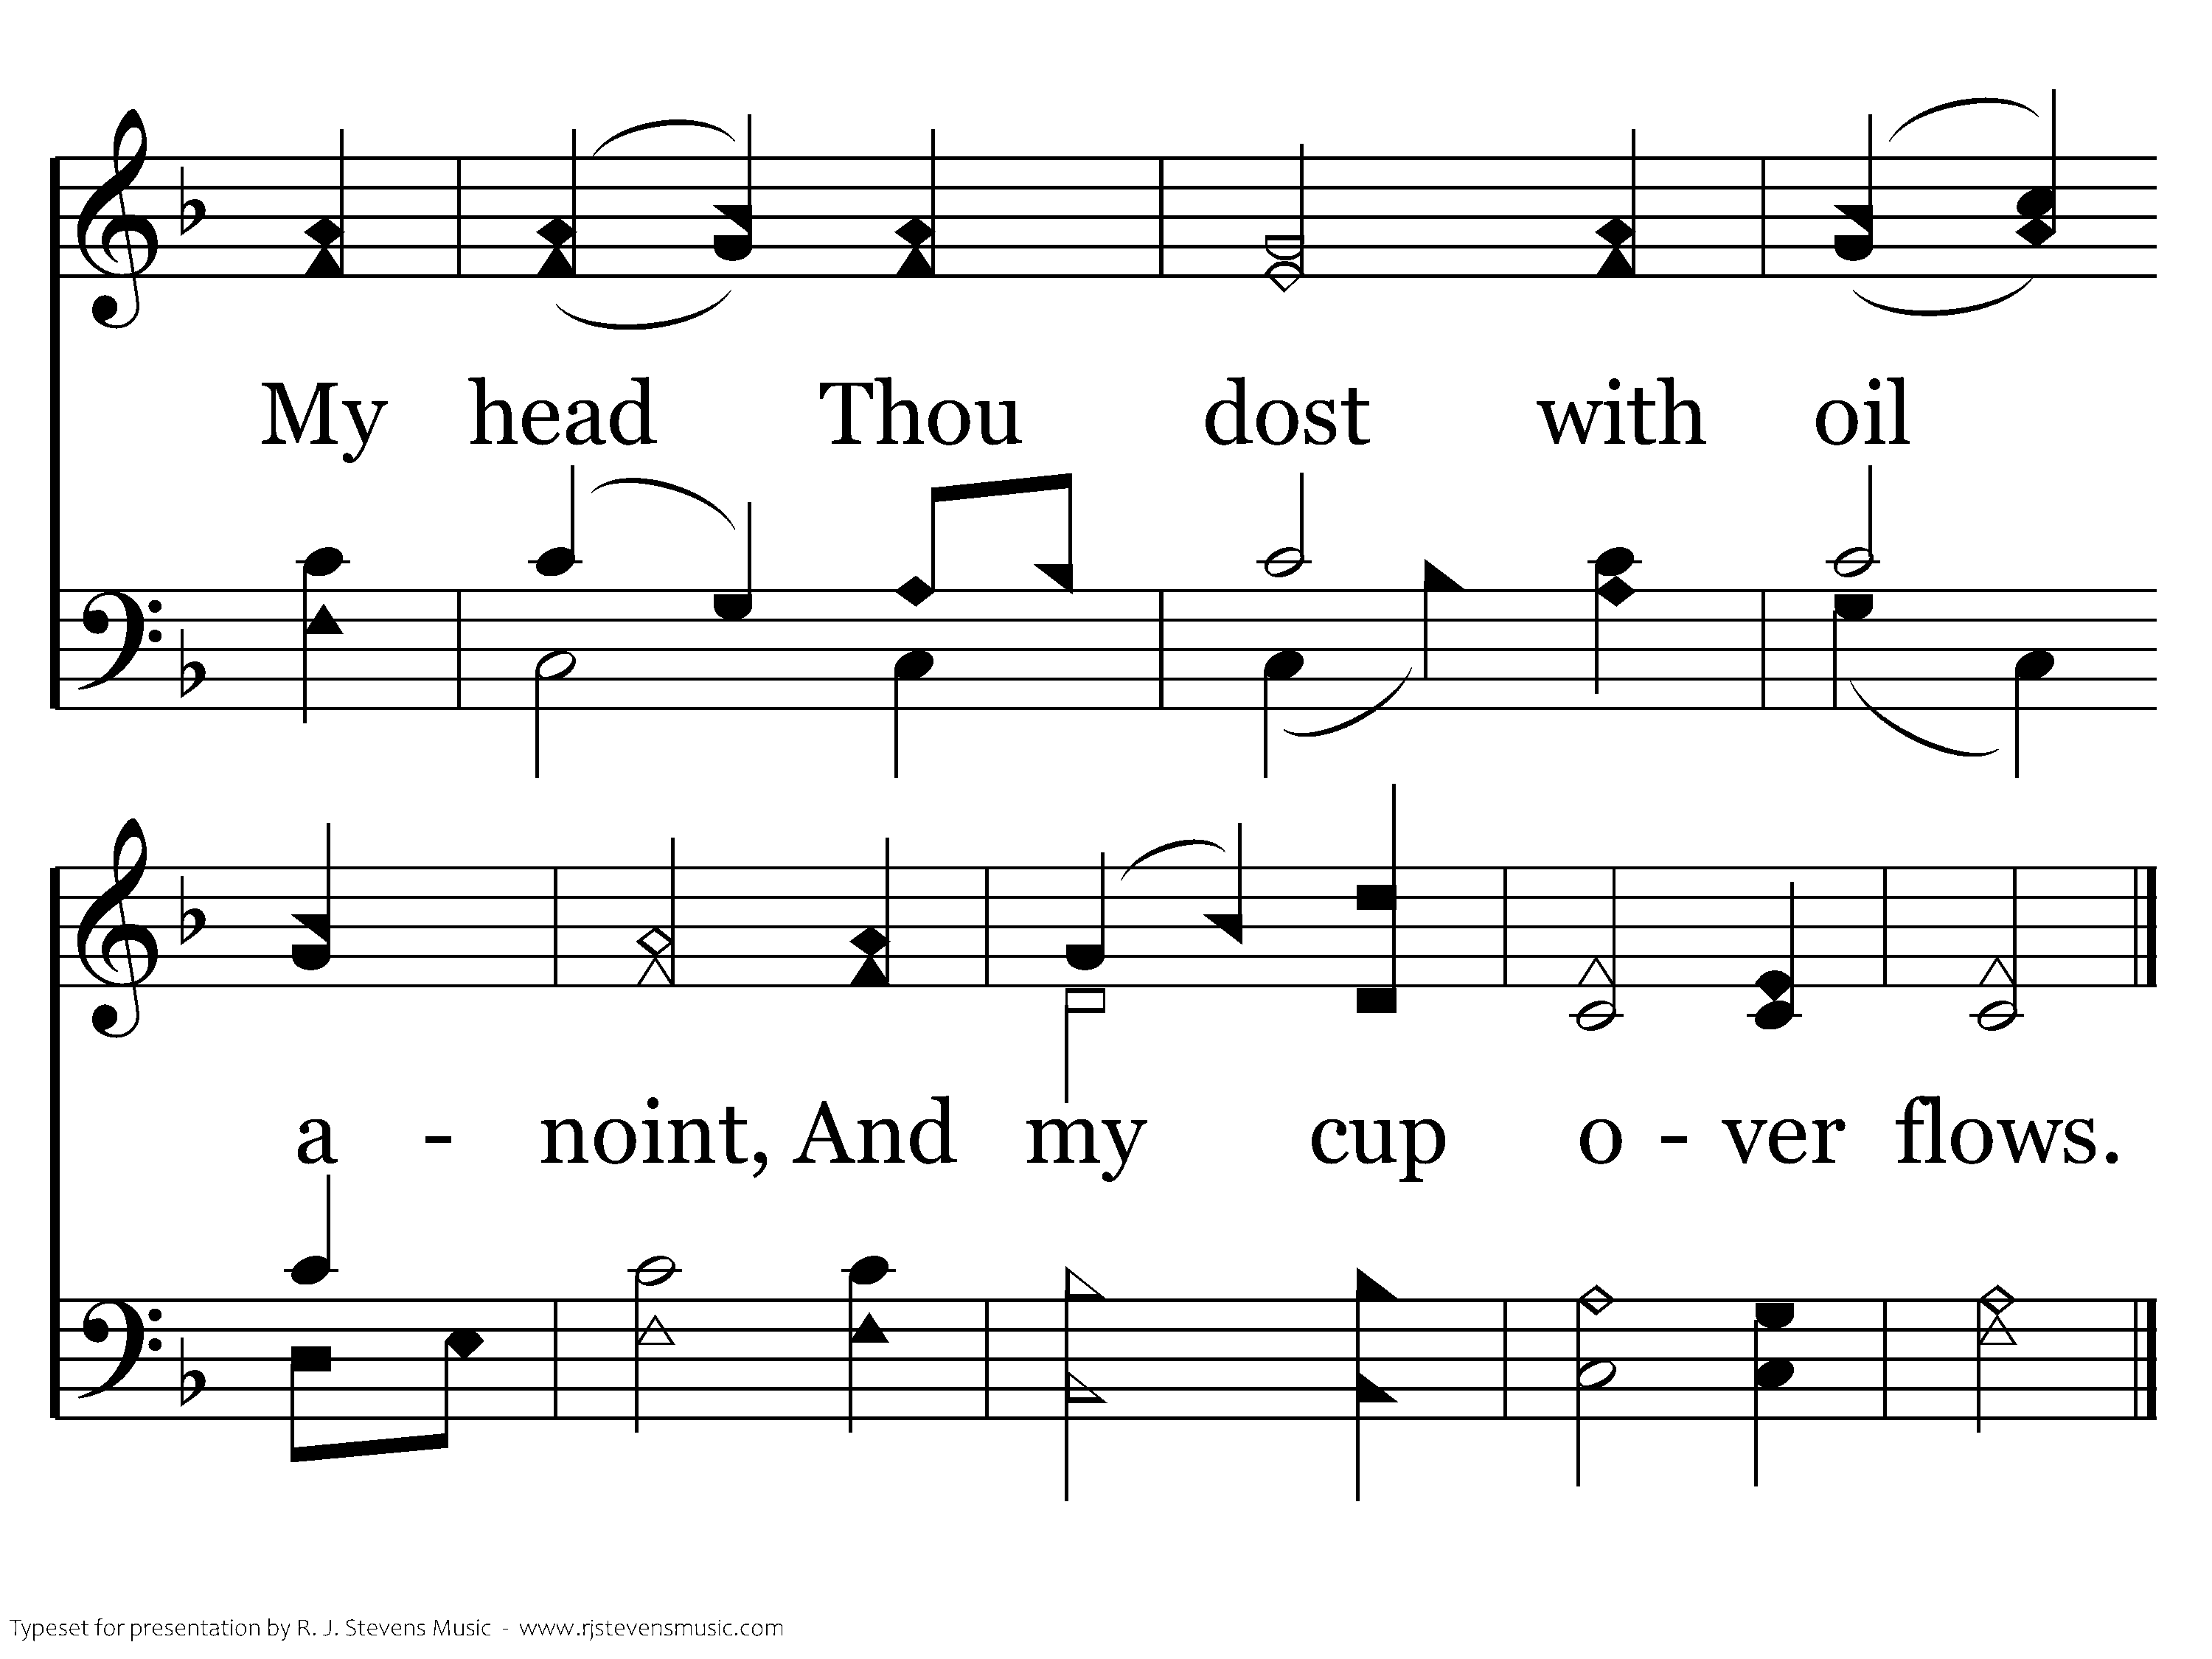 My head Thou dost with oil
a - noint, And my cup o - ver flows.
Typeset for presentation by R. J. Stevens Music - www.rjstevensmusic.com